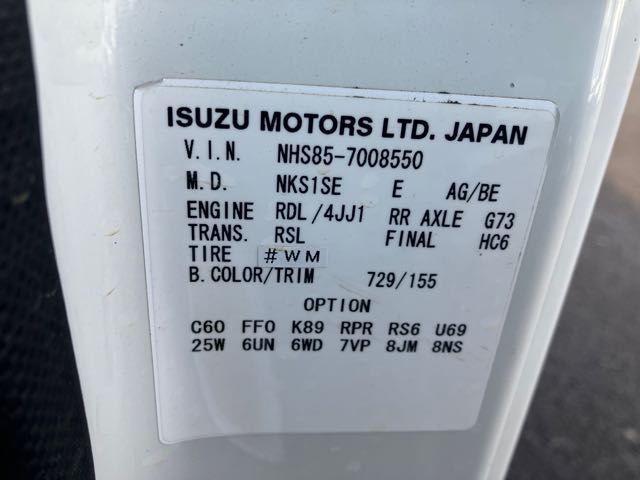 ISUZU MOTORS LTD. JAPAN
V.I.N. NHS85-7008550
M.D. NKS1SE E AG/BE
ENGINE RDL/4JJ1 RR AXLE G73
TRANS. RSL FINAL HC6
TIRE #WM
B.COLOR/TRIM 729/155
OPTION
C60 FF0 K89 RPR RS6 U69
25W 6UN 6WD 7VP 8JM 8NS